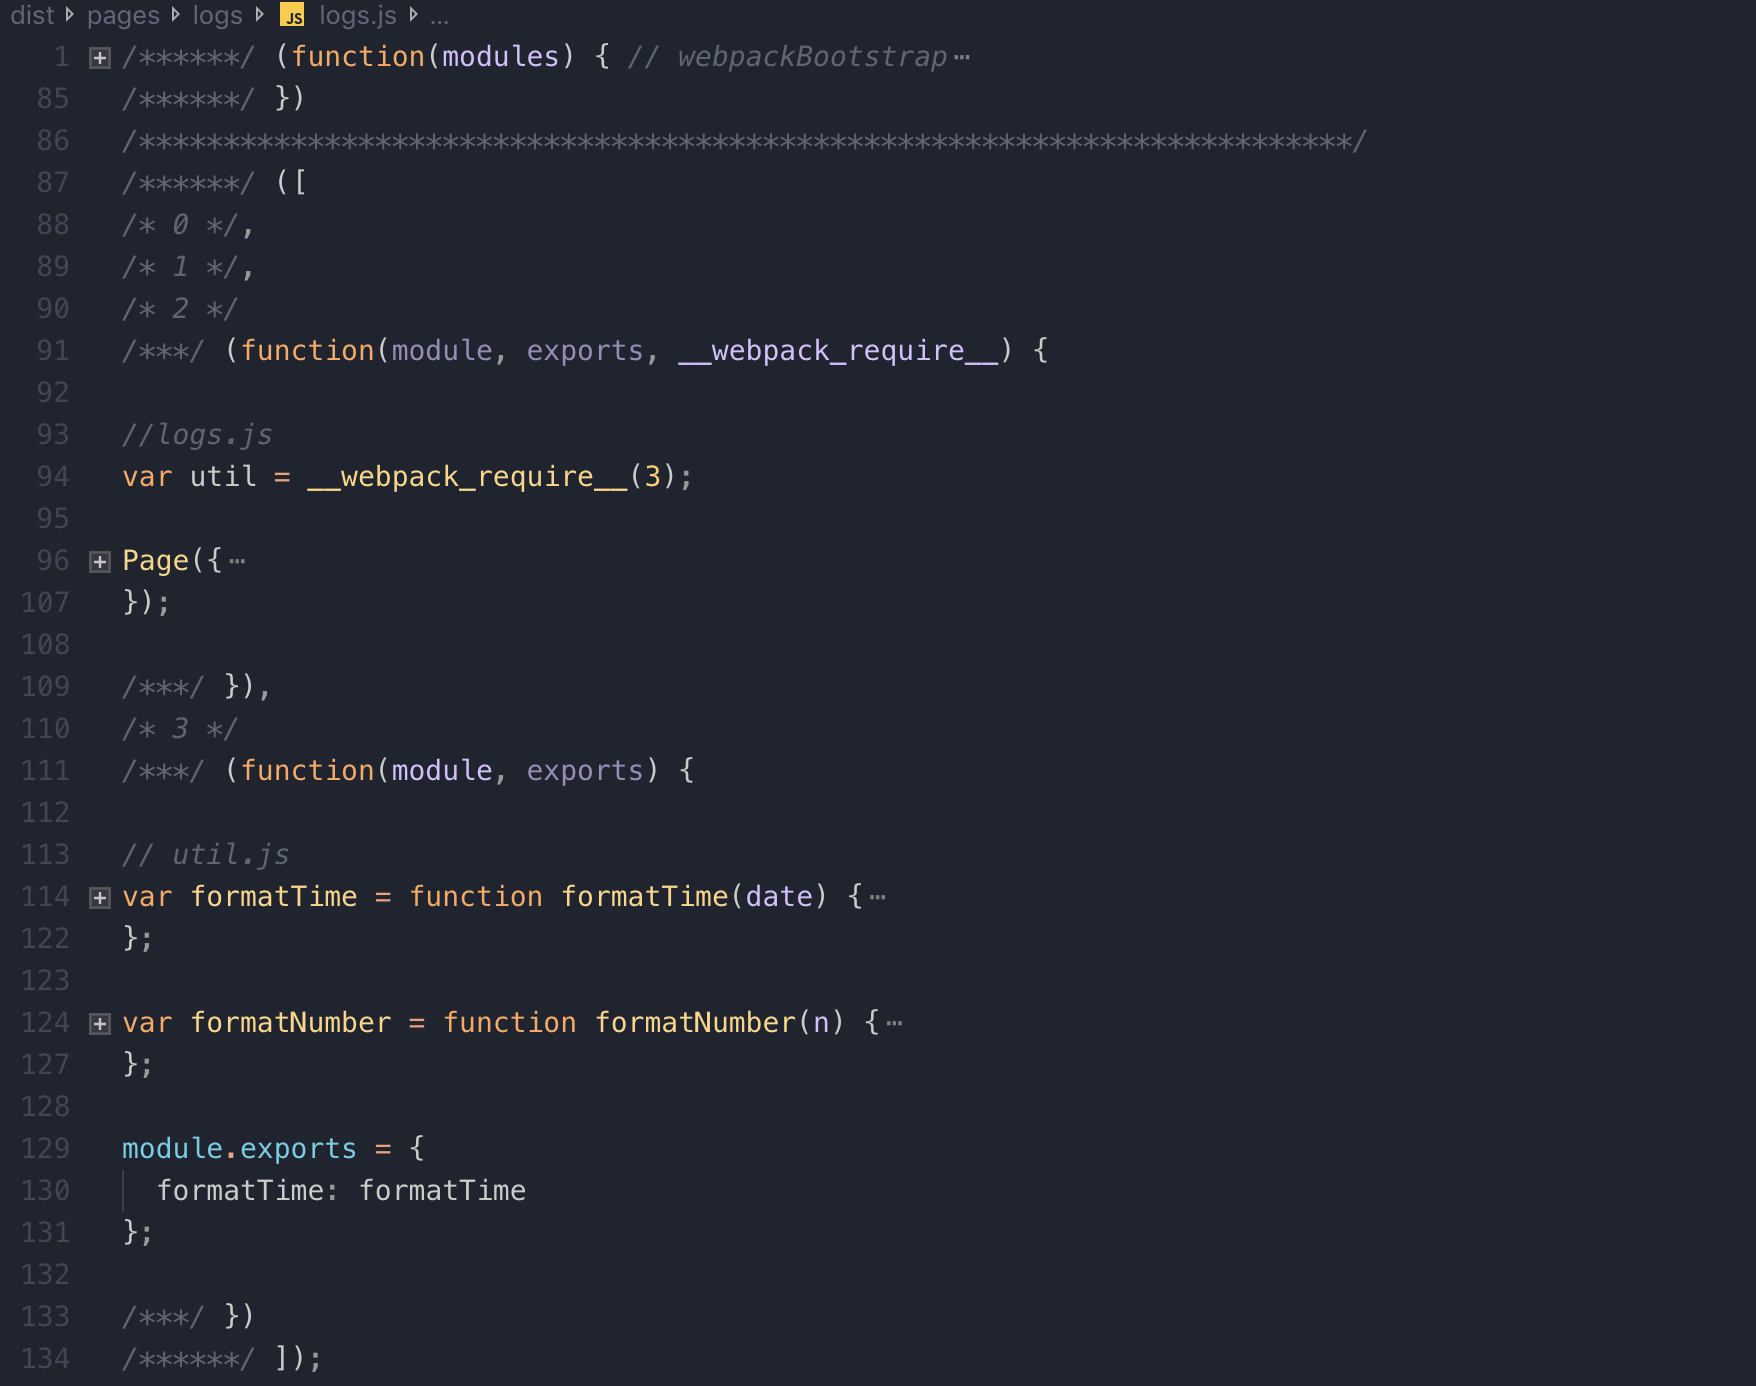 dist pages logs JS logs.js ...
1 /******/ (function(modules) { // webpackBootstrap ⋯
85 /******/ })
86 /************************************************************************/
87 /******/ ([
88 /* 0 */,
89 /* 1 */,
90 /* 2 */
91 /***/ (function(module, exports, __webpack_require__) {
92
93 //logs.js
94 var util = __webpack_require__(3);
95
96 Page({ ⋯
107 });
108
109 /***/ }),
110 /* 3 */
111 /***/ (function(module, exports) {
112
113 // util.js
114 var formatTime = function formatTime(date) { ⋯
122 };
123
124 var formatNumber = function formatNumber(n) { ⋯
127 };
128
129 module.exports = {
130 formatTime: formatTime
131 };
132
133 /***/ })
134 /******/ ]);